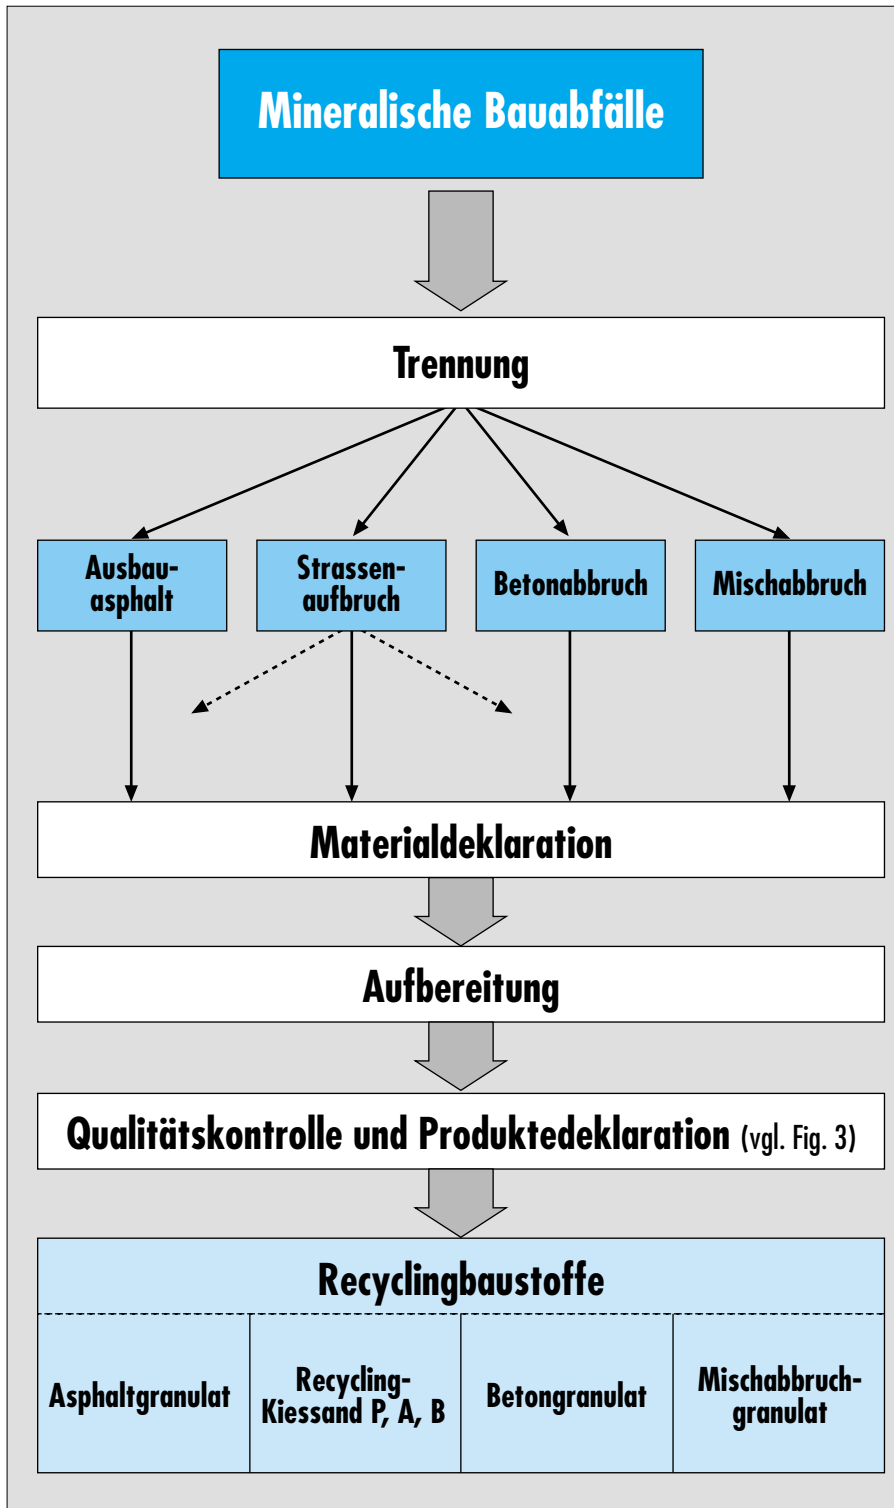 Mineralische Bauabfälle
Trennung
Ausbau-
asphalt
Strassen-
aufbruch
Betonabbruch
Mischabbruch
Materialdeklaration
Aufbereitung
Qualitätskontrolle und Produktedeklaration (vgl. Fig. 3)
Recyclingbaustoffe
Asphaltgranulat
Recycling-
Kiessand P, A, B
Betongranulat
Mischabbruch-
granulat